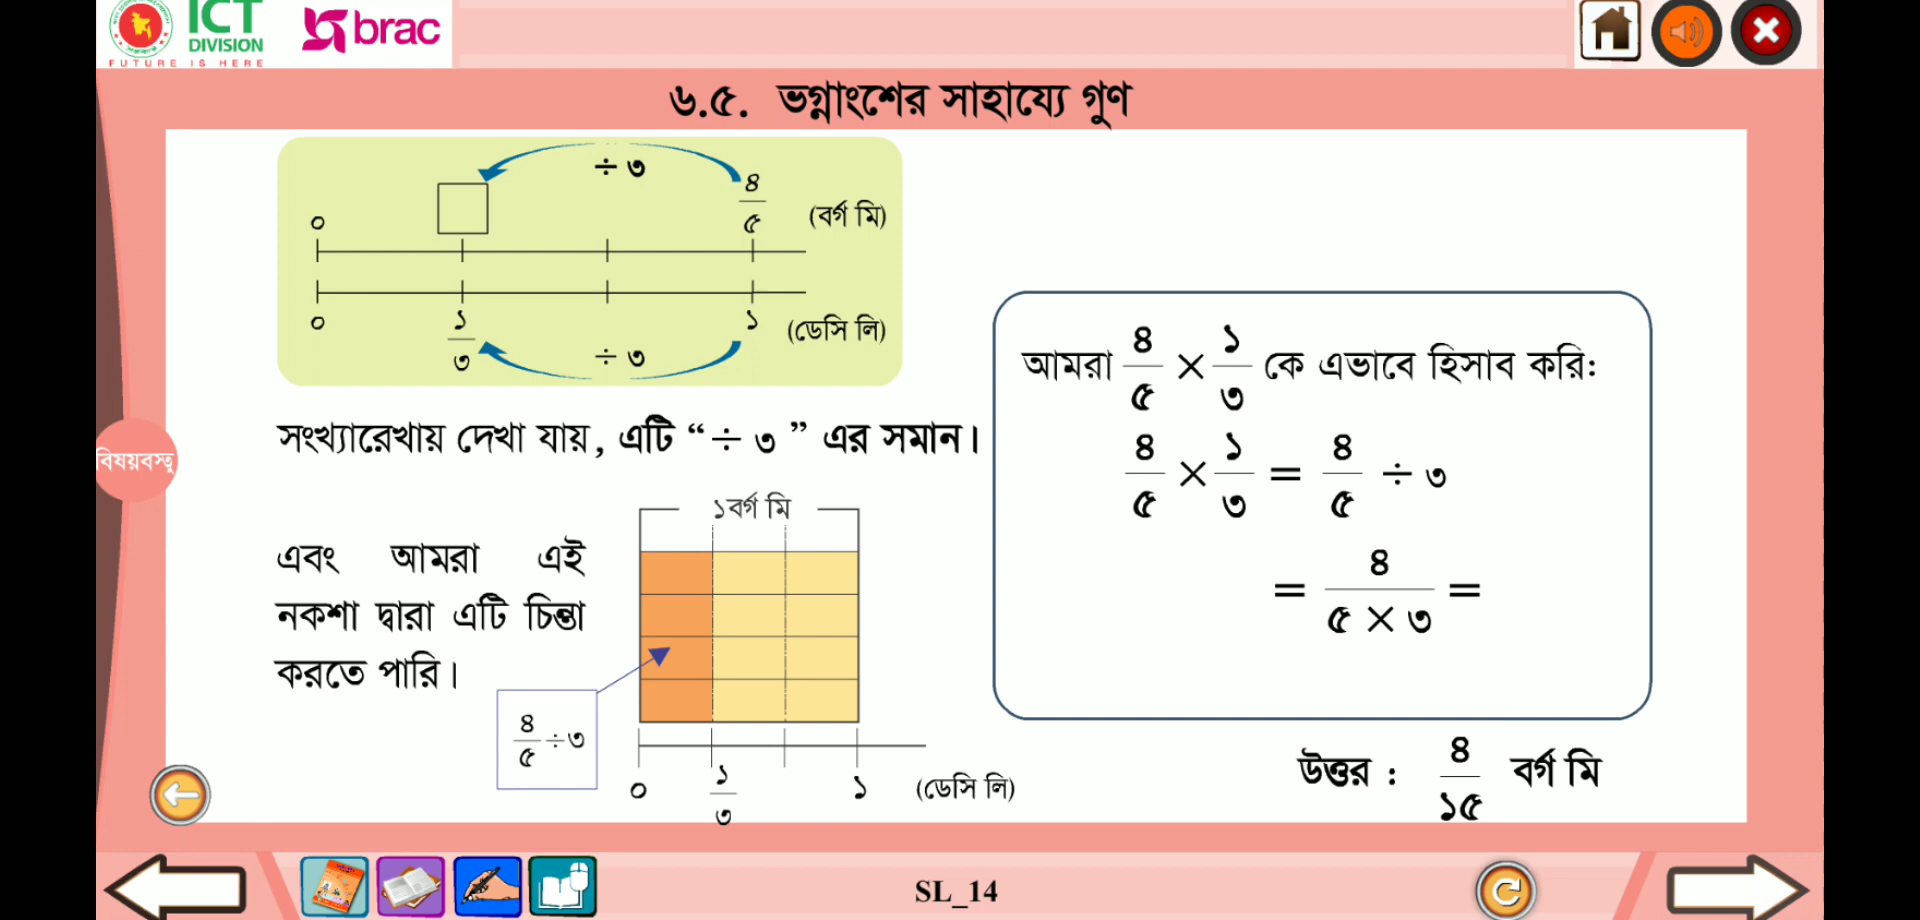 ICT
DIVISION
FUTURE IS HERE
brac
৬.৫. ভগ্নাংশের সাহায্যে গুণ
÷ ৩
০ ৪/৫ (বর্গ মি)
০ ১/৩ ১ (ডেসি লি)
÷ ৩
সংখ্যারেখায় দেখা যায়, এটি “÷ ৩ ” এর সমান।
বিষয়বস্তু
এবং আমরা এই
নকশা দ্বারা এটি চিন্তা
করতে পারি।
১বর্গ মি
৪/৫ ÷৩
০ ১/৩ ১ (ডেসি লি)
আমরা ৪/৫ × ১/৩ কে এভাবে হিসাব করি:
৪/৫ × ১/৩ = ৪/৫ ÷ ৩
= ৪/৫ × ৩ =
উত্তর : ৪/১৫ বর্গ মি
SL_14